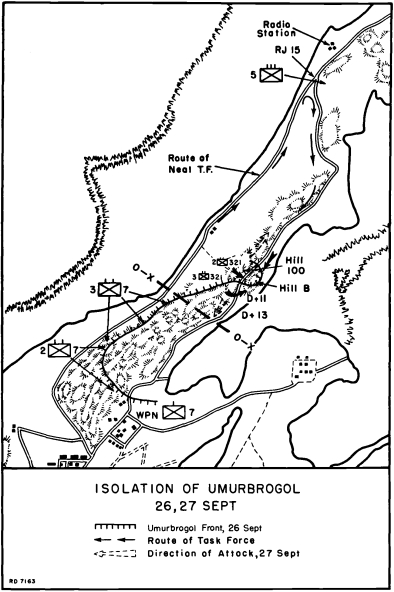 Radio
Station
RJ 15
5
Route of
Neal T.F.
2 321
3 321
Hill
100
O-X
3 7
Hill B
D+11
D+13
O-X
2 7
WPN 7
ISOLATION OF UMURBROGOL
26,27 SEPT
Umurbrogol Front, 26 Sept
Route of Task Force
Direction of Attack, 27 Sept
RD 7163